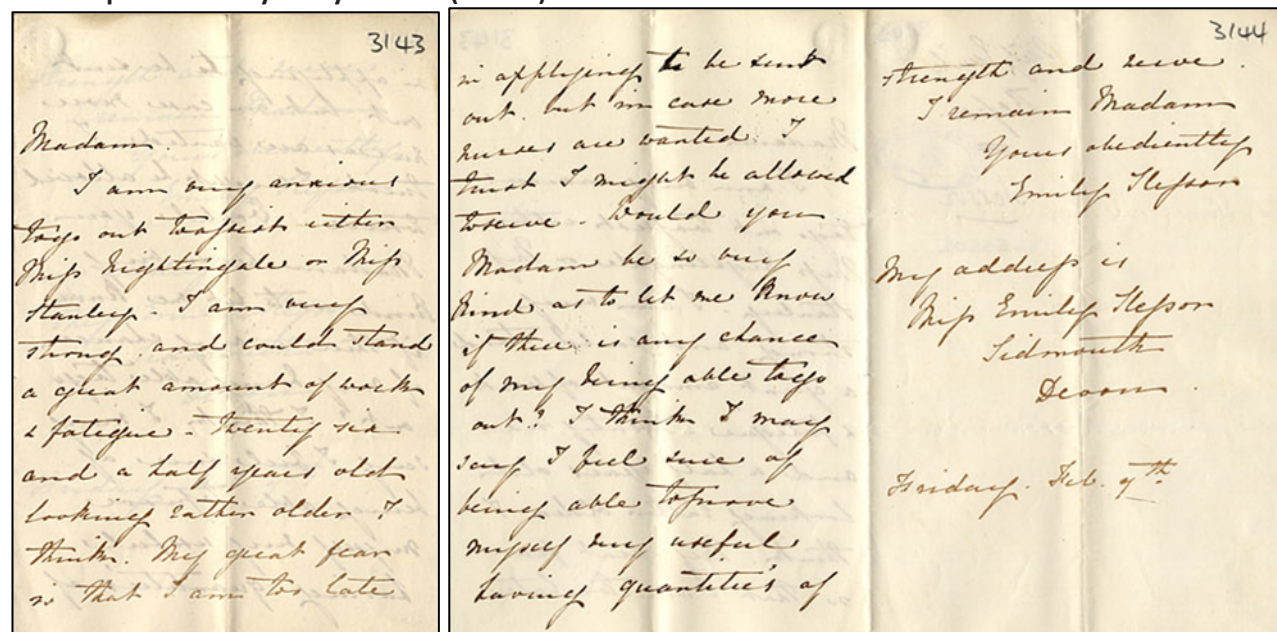 3143
Madam
I am very anxious
to go out to assist either
Miss Nightingale or Miss
Stanley - I am very
strong. and could stand
a great amount of work
& fatigue - Twenty six
and a half years old
looking rather older I
think. My great fear
is that I am too late
3144
in applying to be sent
out. but in case more
nurses are wanted. I
trust I might be allowed
to serve. Would you
Madam be so very
kind as to let me know
if there is any chance
of my being able to go
out? I think I may
say I feel sure of
being able to prove
myself very useful
having quantities of
strength and nerve.
I remain Madam
Yours obediently
Emily
My address is
Miss Emily
Sidmouth
Devon
Friday. Feb.